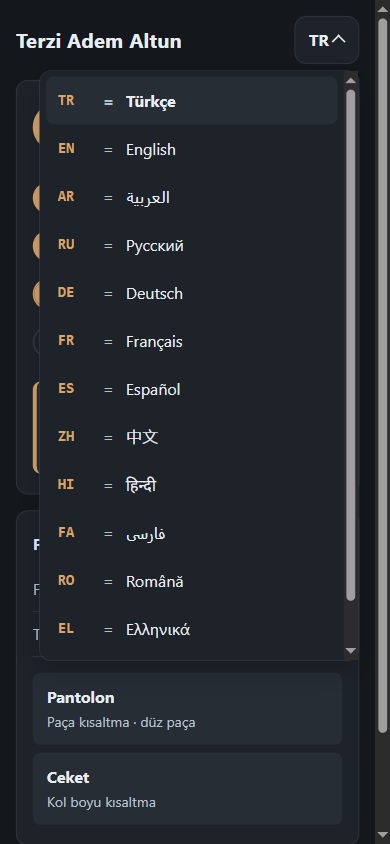 Terzi Adem Altun
TR
TR = Türkçe
EN = English
AR = العربية
RU = Русский
DE = Deutsch
FR = Français
ES = Español
ZH = 中文
HI = हिन्दी
FA = فارسی
RO = Română
EL = Ελληνικά
Pantolon
Paça kısaltma · düz paça
Ceket
Kol boyu kısaltma